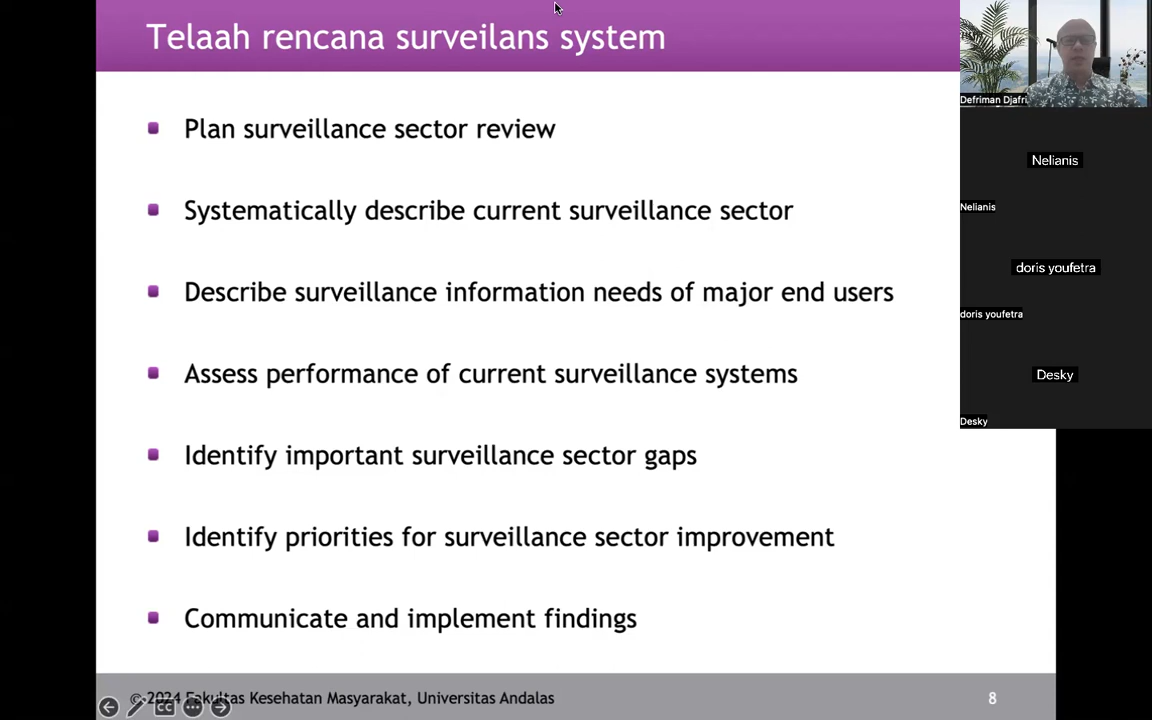 Telaah rencana surveilans system
Plan surveillance sector review
Systematically describe current surveillance sector
Describe surveillance information needs of major end users
Assess performance of current surveillance systems
Identify important surveillance sector gaps
Identify priorities for surveillance sector improvement
Communicate and implement findings
©2024 Fakultas Kesehatan Masyarakat, Universitas Andalas
8
CC
Defriman Djafri
Nelianis
Nelianis
doris youfetra
doris youfetra
Desky
Desky